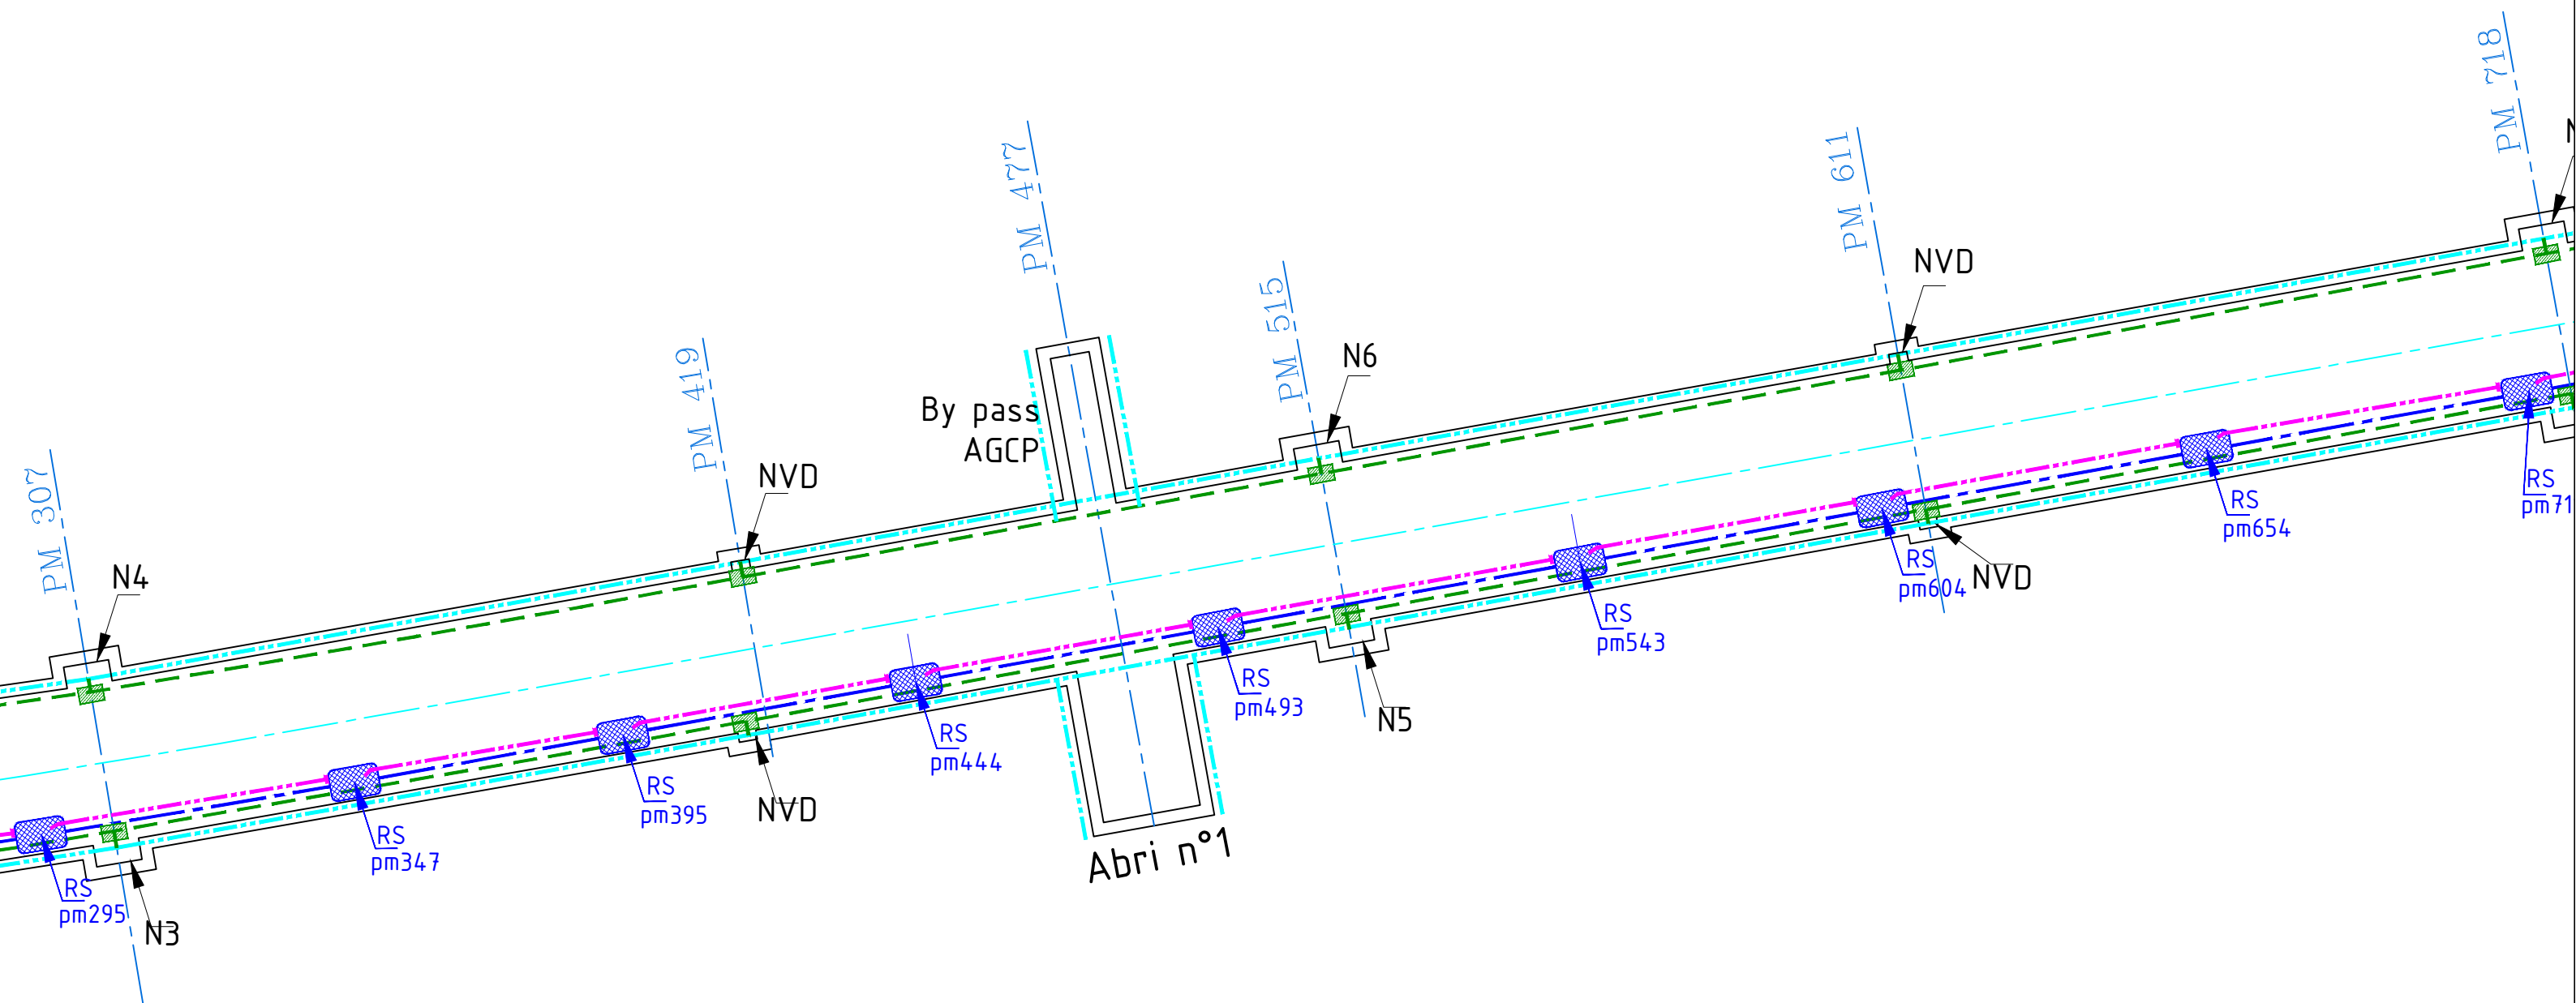 PM 307
N4
PM 419
NVD
PM 477
By pass
AGCP
PM 515
N6
PM 611
NVD
PM 718
RS
pm295
N3
RS
pm347
RS
pm395
NVD
RS
pm444
Abri n°1
RS
pm493
N5
RS
pm543
RS
pm604
NVD
RS
pm654
RS